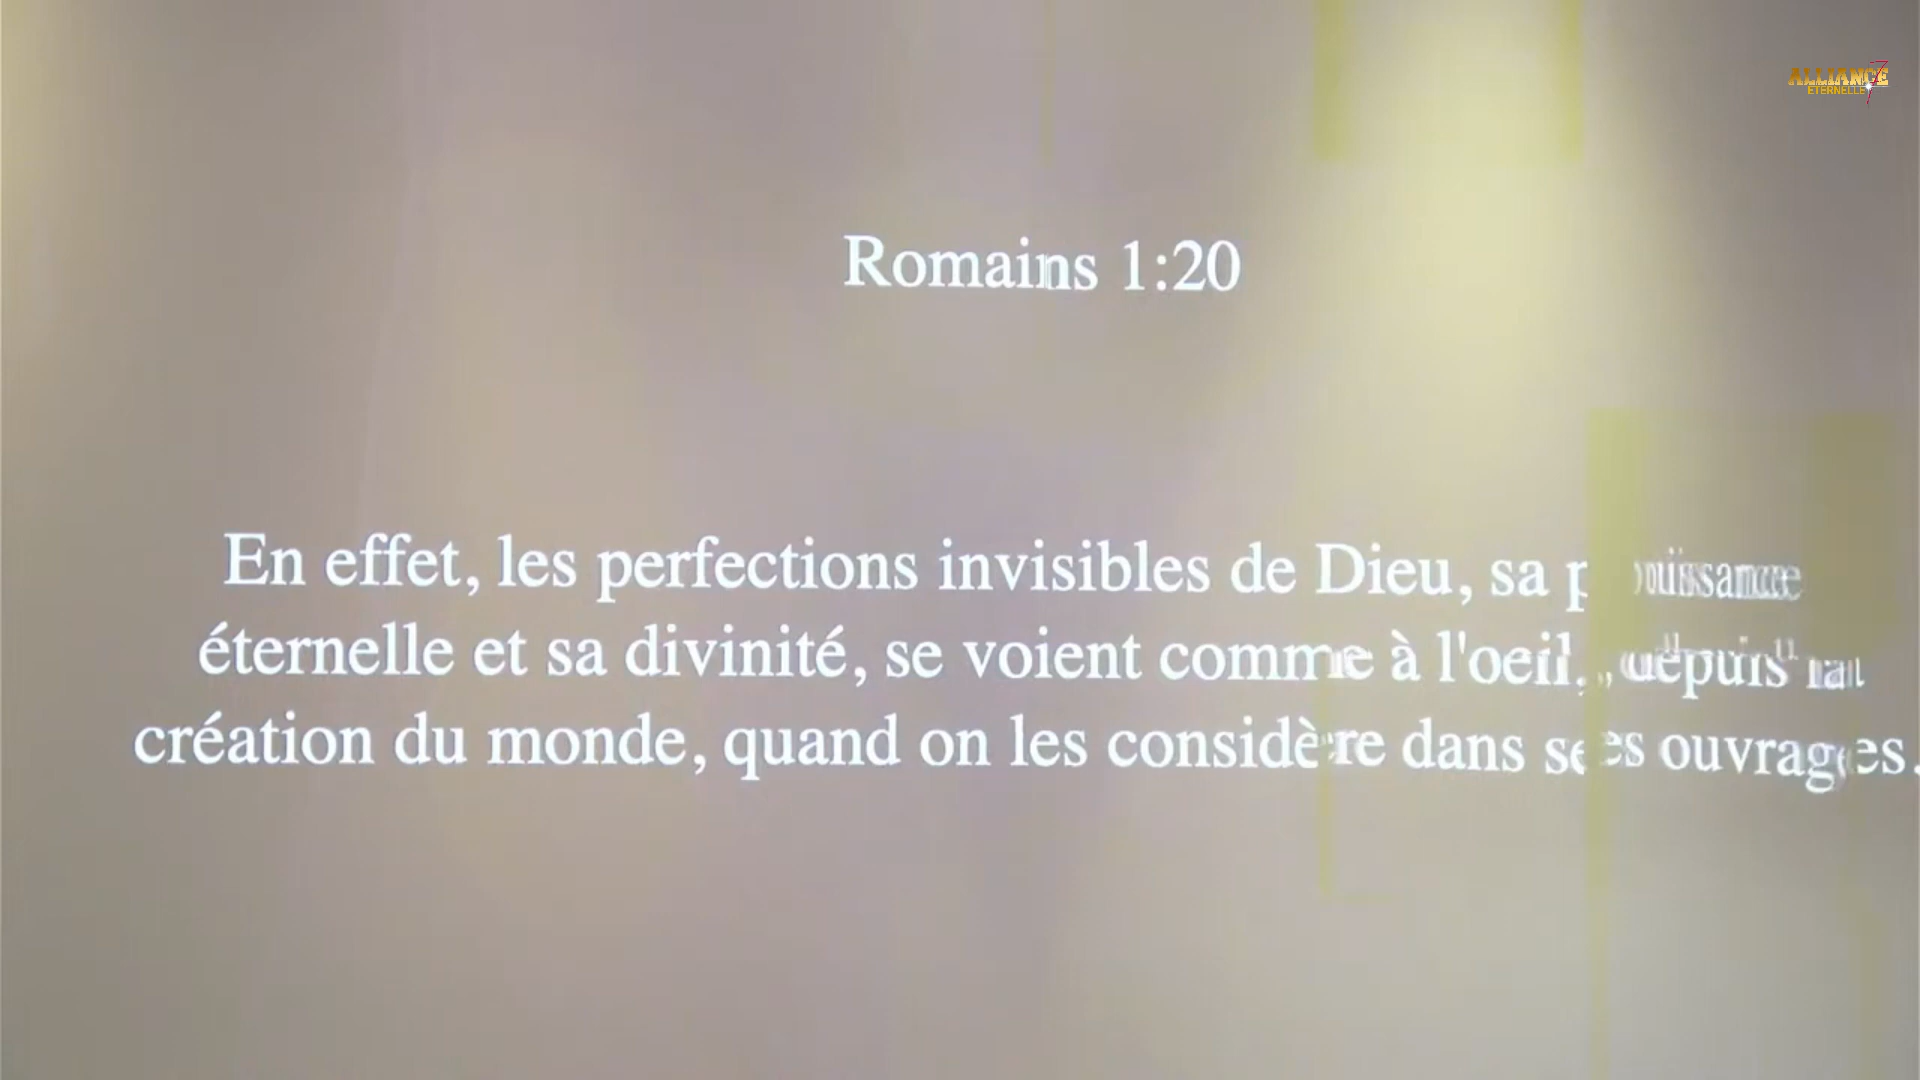 ALLIANCE
ETERNELLE
Romains 1:20
En effet, les perfections invisibles de Dieu, sa puissance
éternelle et sa divinité, se voient comme à l'oeil, depuis la
création du monde, quand on les considère dans ses ouvrages.